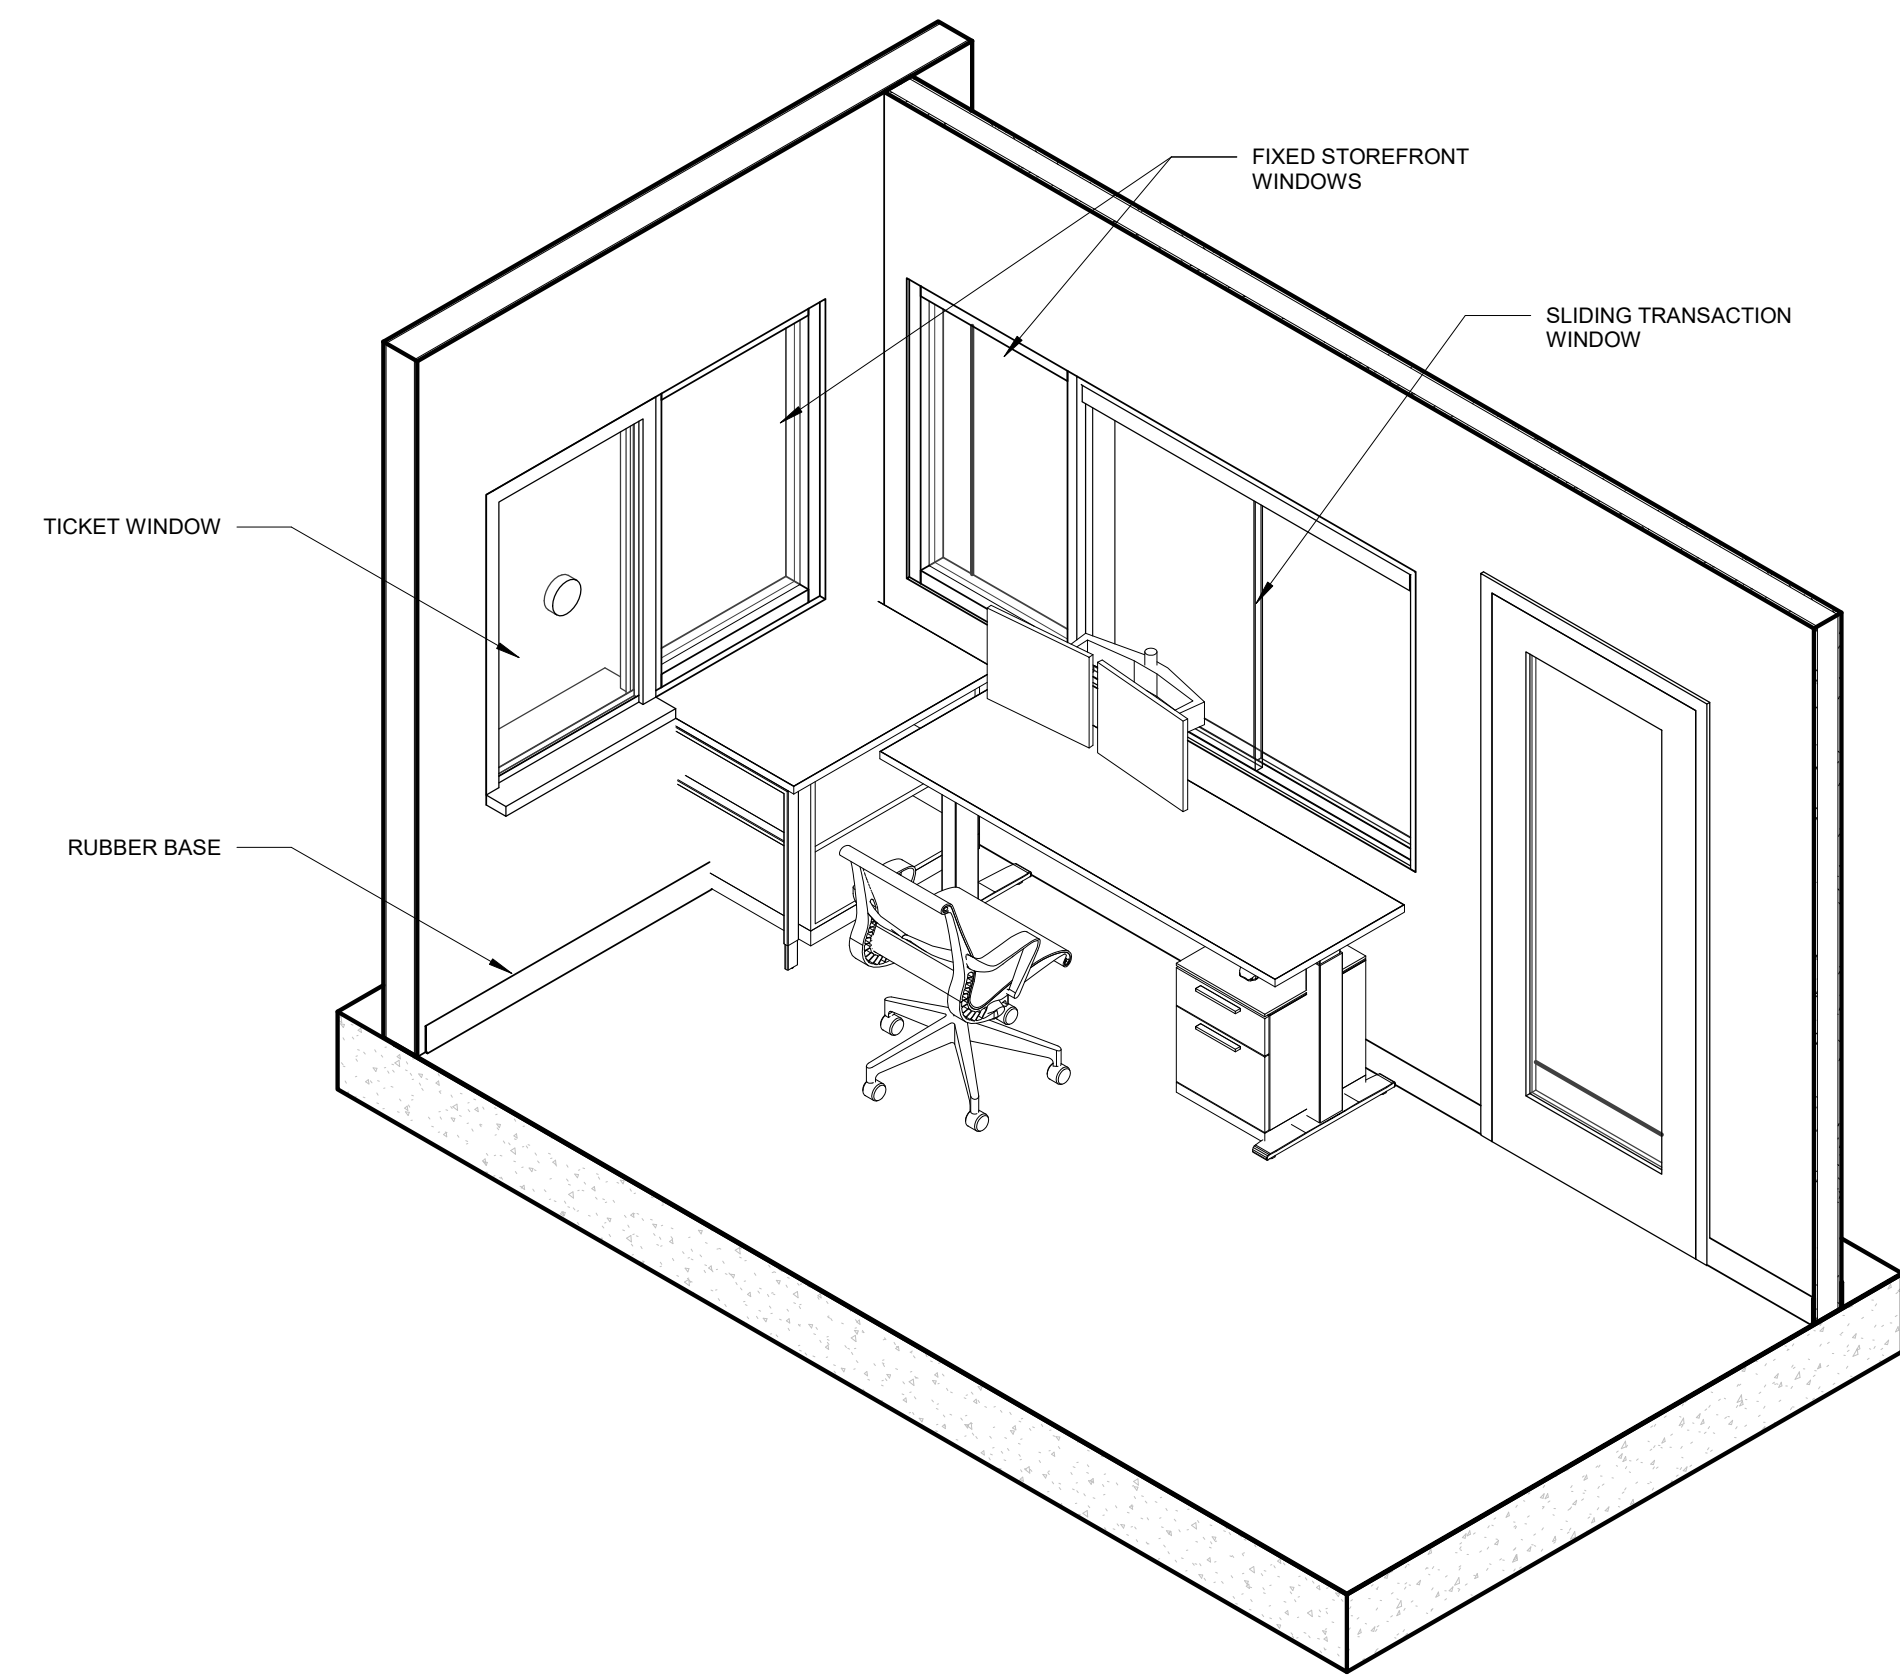 FIXED STOREFRONT
WINDOWS
SLIDING TRANSACTION
WINDOW
TICKET WINDOW
RUBBER BASE